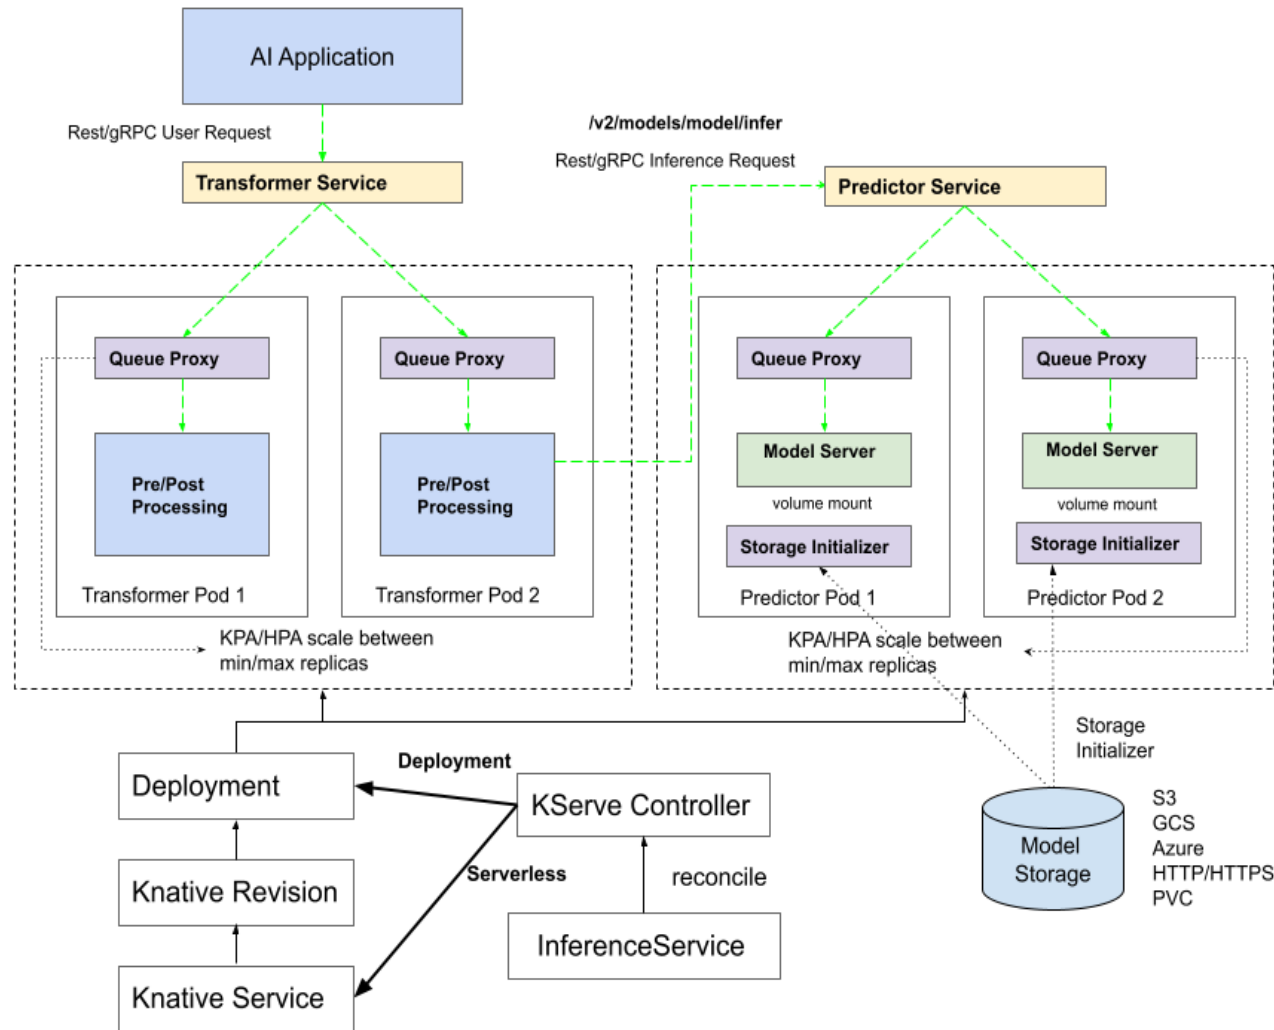 AI Application
Rest/gRPC User Request
/v2/models/model/infer
Rest/gRPC Inference Request
Transformer Service
Predictor Service
Queue Proxy
Queue Proxy
Queue Proxy
Queue Proxy
Pre/Post
Processing
Pre/Post
Processing
Model Server
Model Server
volume mount
volume mount
Storage Initializer
Storage Initializer
Transformer Pod 1
Transformer Pod 2
Predictor Pod 1
Predictor Pod 2
KPA/HPA scale between
min/max replicas
KPA/HPA scale between
min/max replicas
Storage
Initializer
Deployment
Deployment
KServe Controller
S3
GCS
Azure
HTTP/HTTPS
PVC
Model
Storage
Knative Revision
Serverless
reconcile
InferenceService
Knative Service